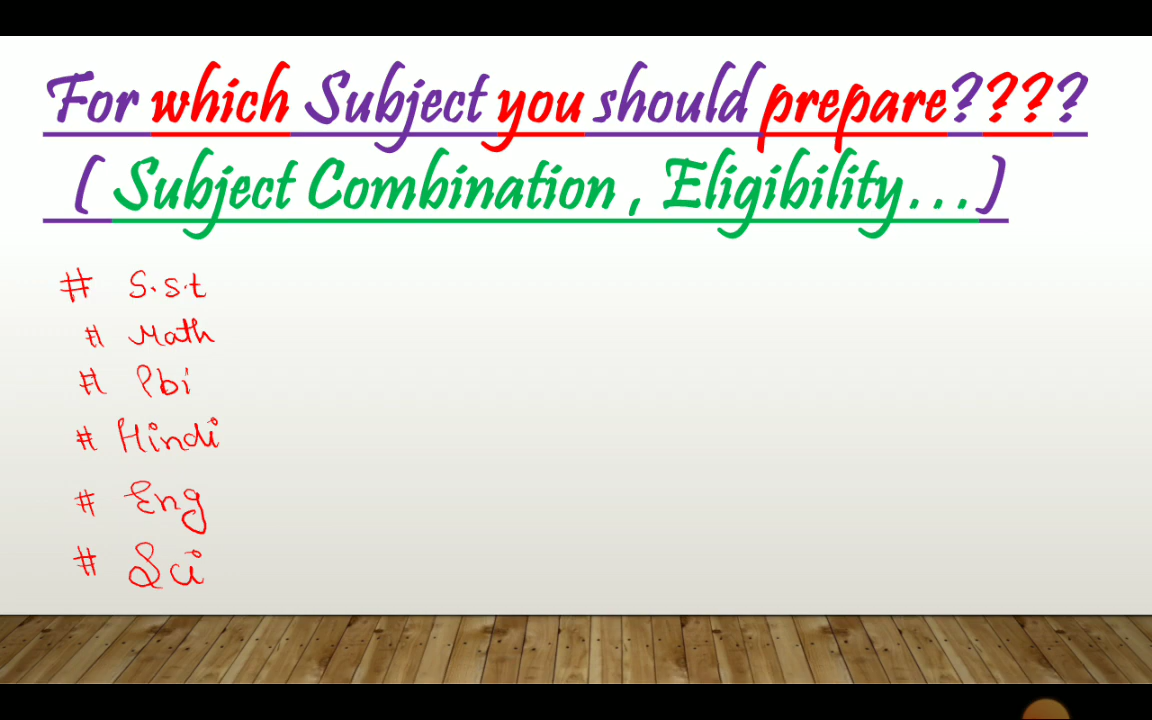 For which Subject you should prepare?????
( Subject Combination , Eligibility...)
# S.s.t
# Math
# Pbi
# Hindi
# Eng
# Sci